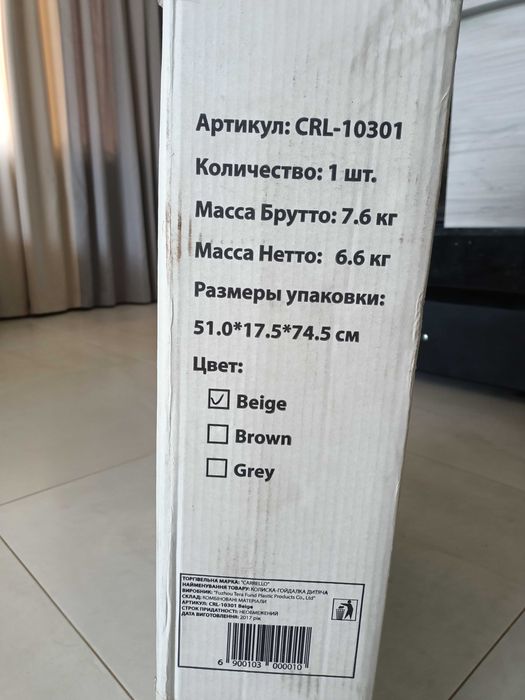 Артикул: CRL-10301
Количество: 1 шт.
Масса Брутто: 7.6 кг
Масса Нетто: 6.6 кг
Размеры упаковки:
51.0*17.5*74.5 см
Цвет:
Beige
Brown
Grey
ТОРГІВЕЛЬНА МАРКА: "CARRELLO"
НАЙМЕНУВАННЯ ТОВАРУ: КОЛИСКА-ГОЙДАЛКА ДИТЯЧА
ВИРОБНИК: "Fuzhou Tera Fund Plastic Products Co., Ltd"
СКЛАД: КОМБІНОВАНІ МАТЕРІАЛИ
АРТИКУЛ: CRL-10301 Beige
СТРОК ПРИДАТНОСТІ: НЕОБМЕЖЕНИЙ
ДАТА ВИГОТОВЛЕННЯ: 2017 рік
6 900103 000010